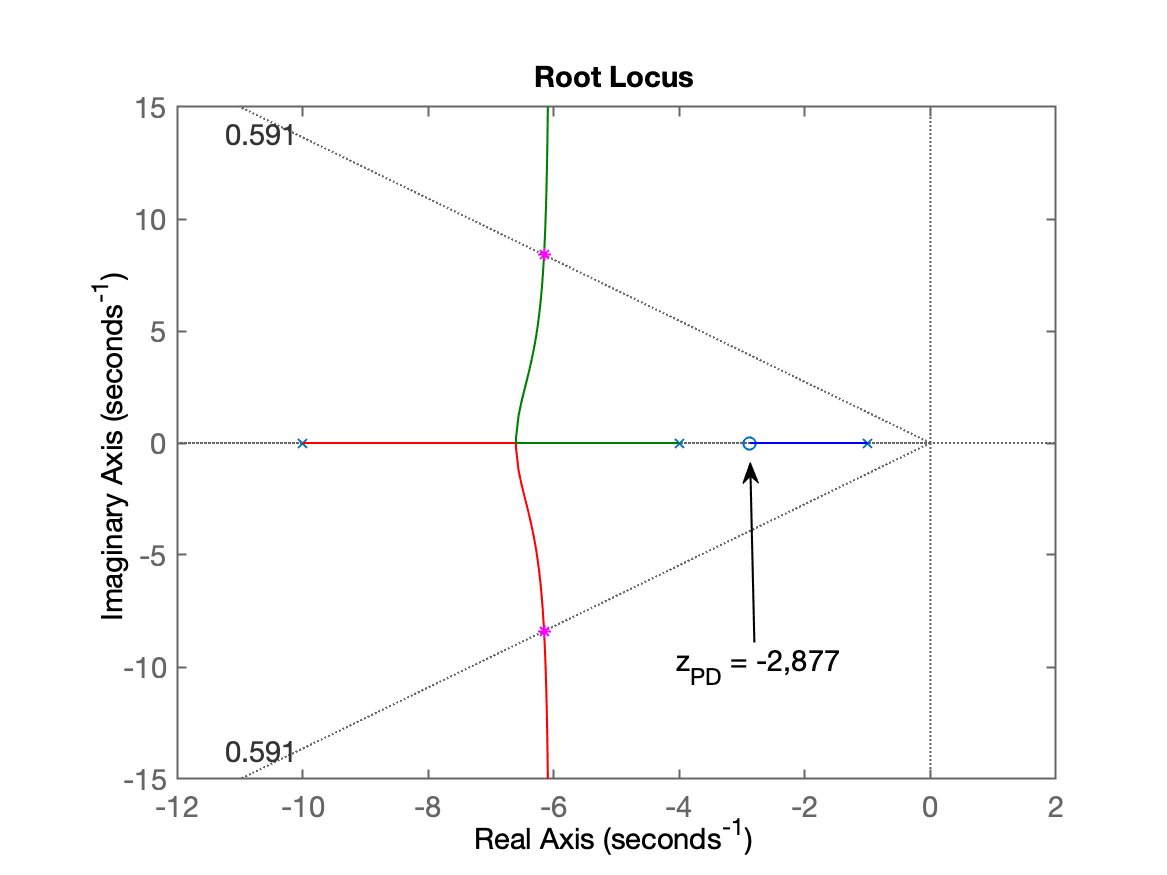 Root Locus
15
0.591
10
5
0
-5
-10
-15
0.591
z_PD = -2,877
-12 -10 -8 -6 -4 -2 0 2
Real Axis (seconds⁻¹)
Imaginary Axis (seconds⁻¹)